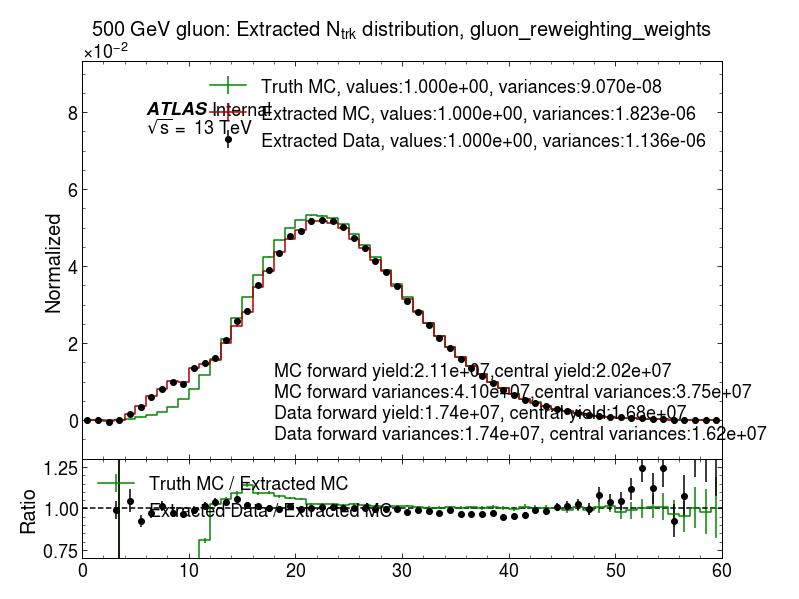 500 GeV gluon: Extracted Ntrk distribution, gluon_reweighting_weights
×10−2
Truth MC, values:1.000e+00, variances:9.070e-08
ATLAS Internal
Extracted MC, values:1.000e+00, variances:1.823e-06
√s = 13 TeV
Extracted Data, values:1.000e+00, variances:1.136e-06
8
6
4
2
0
Normalized
MC forward yield:2.11e+07,central yield:2.02e+07
MC forward variances:4.10e+07,central variances:3.75e+07
Data forward yield:1.74e+07, central yield:1.68e+07
Data forward variances:1.74e+07, central variances:1.62e+07
1.25
1.00
0.75
Ratio
Truth MC / Extracted MC
Extracted Data / Extracted MC
0 10 20 30 40 50 60